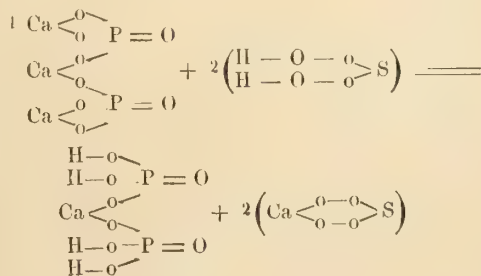 1 Ca<o o>P = O
Ca<o o + 2(H — O — o H — O — o>S) =
Ca<o o>P = O
H—o H—o>P = O
Ca<o o + 2(Ca<o—o o—o>S)
H—o H—o>P = O